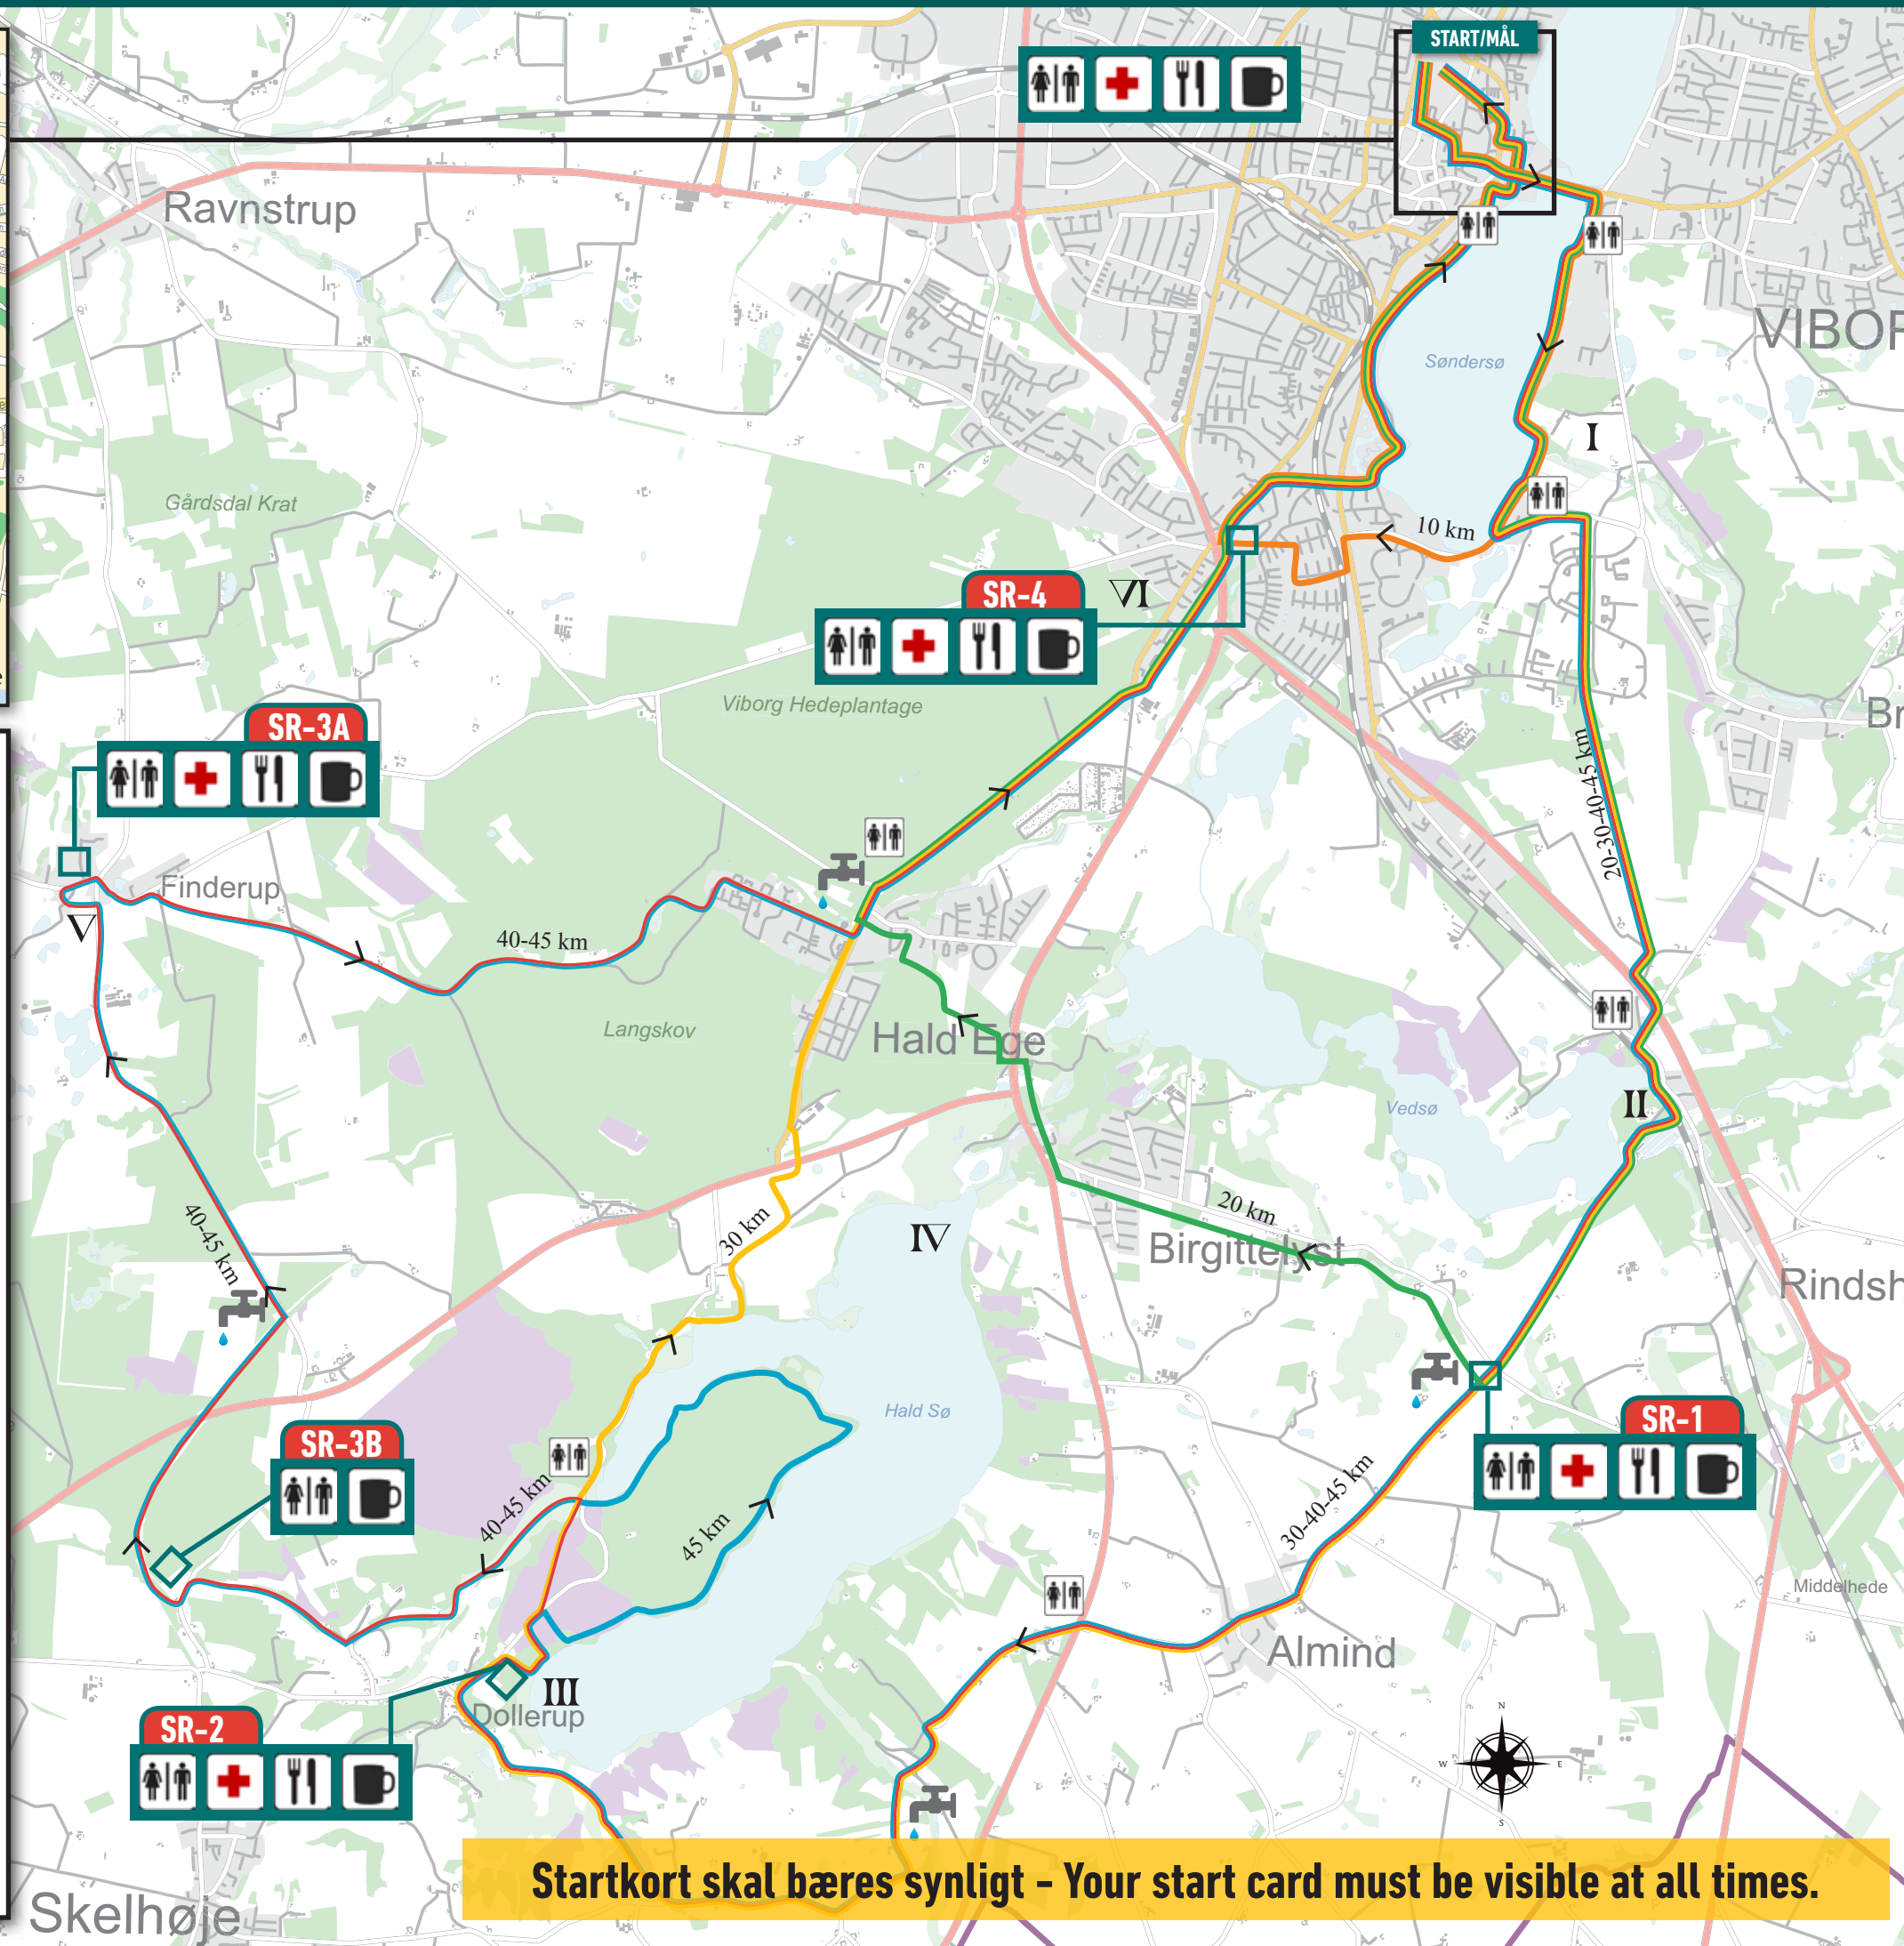 START/MÅL
Ravnstrup
VIBOR
Søndersø
I
Gårdsdal Krat
10 km
SR-4
VI
Viborg Hedeplantage
SR-3A
Br
20-30-40-45 km
Finderup
V
40-45 km
Langskov
Hald Ege
Vedsø
II
40-45 km
30 km
IV
20 km
Birgittelyst
Rindsh
Hald Sø
SR-3B
SR-1
40-45 km
45 km
30-40-45 km
Middelhede
Almind
III
Dollerup
SR-2
N
W
E
S
Startkort skal bæres synligt – Your start card must be visible at all times.
Skelhøje